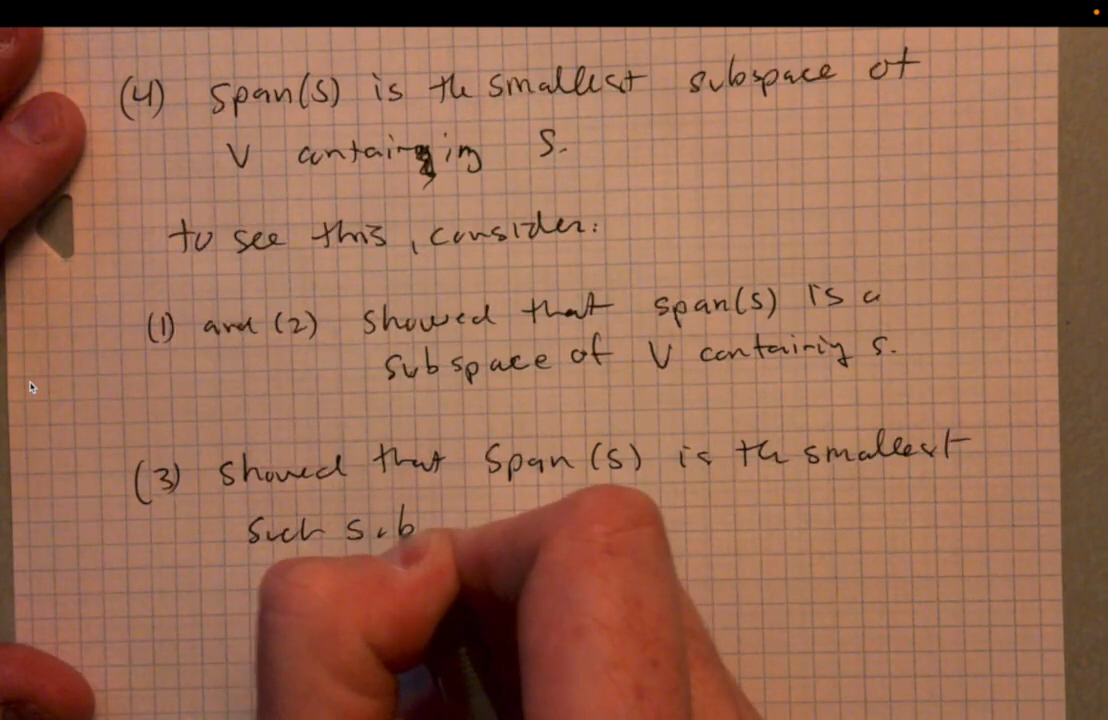 (4) Span(S) is the smallest subspace of
V containing S.
to see this, consider:
(1) and (2) showed that span(s) is a
subspace of V containing S.
(3) showed that Span (S) is the smallest
such sub